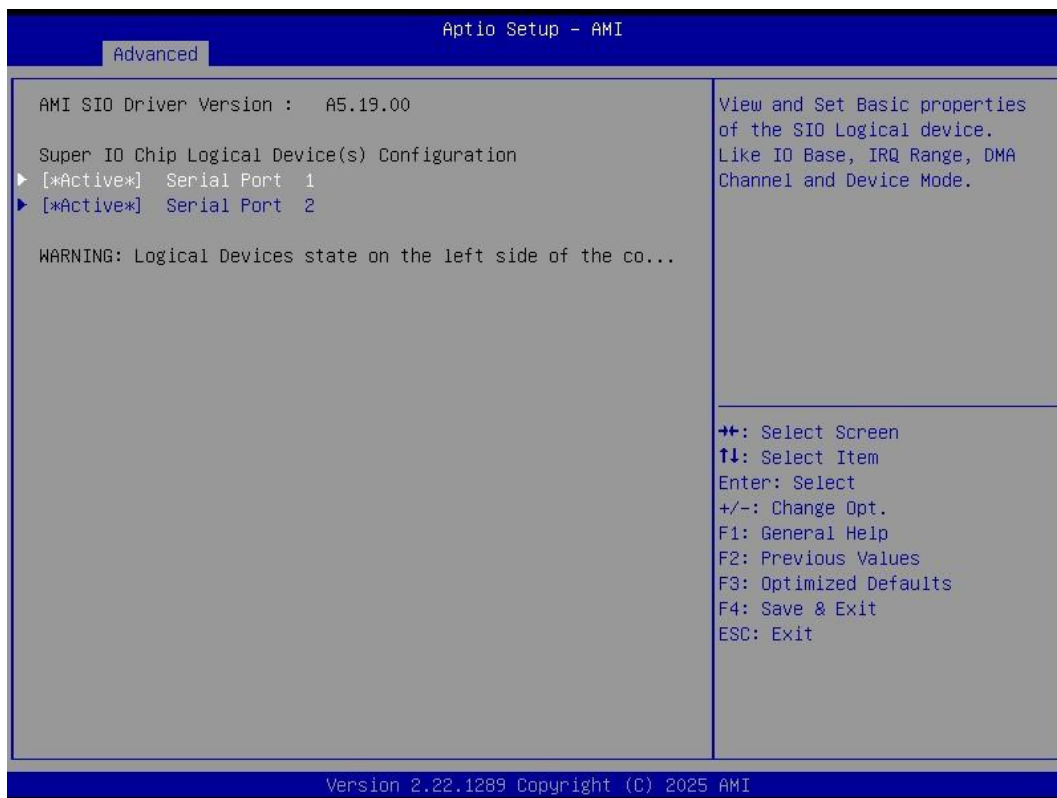 Aptio Setup – AMI
Advanced
AMI SIO Driver Version : A5.19.00
Super IO Chip Logical Device(s) Configuration
[*Active*] Serial Port 1
[*Active*] Serial Port 2
WARNING: Logical Devices state on the left side of the co...
View and Set Basic properties
of the SIO Logical device.
Like IO Base, IRQ Range, DMA
Channel and Device Mode.
→←: Select Screen
↑↓: Select Item
Enter: Select
+/-: Change Opt.
F1: General Help
F2: Previous Values
F3: Optimized Defaults
F4: Save & Exit
ESC: Exit
Version 2.22.1289 Copyright (C) 2025 AMI